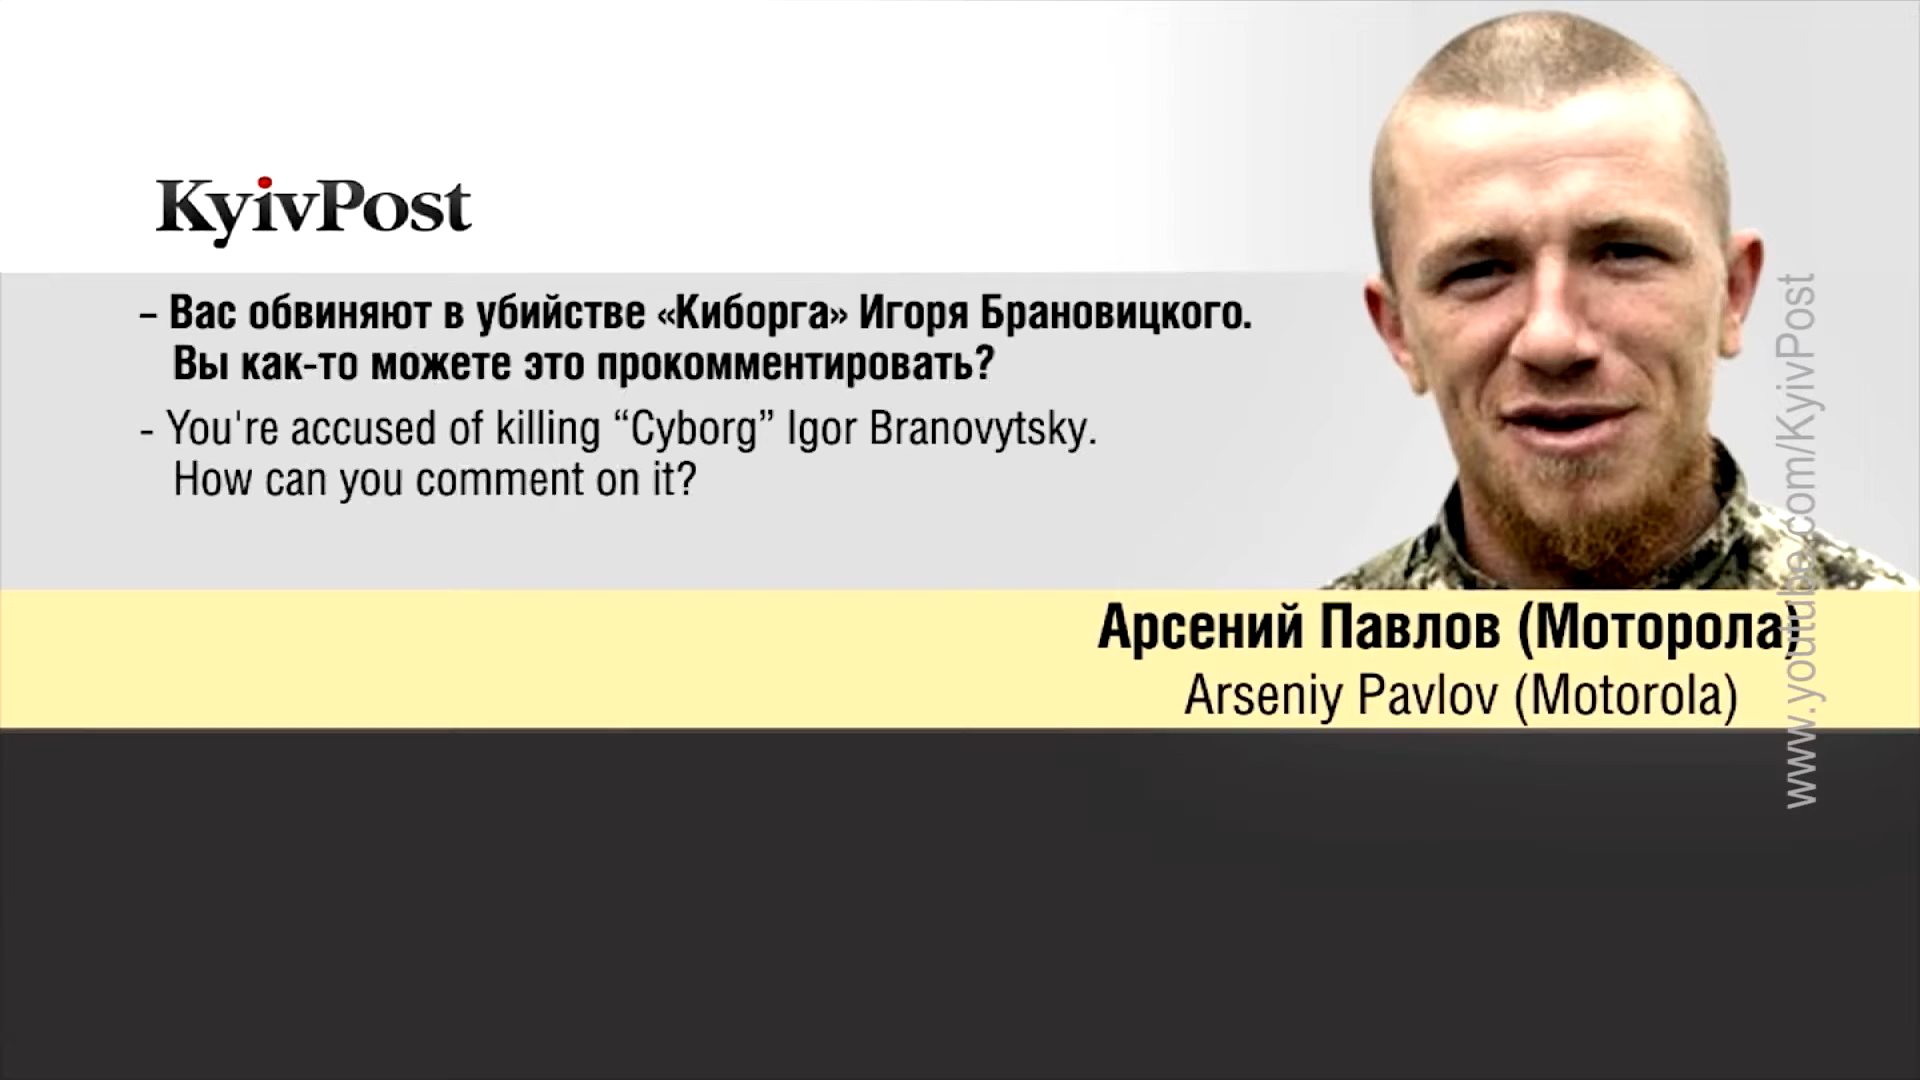 KyivPost
– Вас обвиняют в убийстве «Киборга» Игоря Брановицкого.
Вы как-то можете это прокомментировать?
- You're accused of killing “Cyborg” Igor Branovytsky.
How can you comment on it?
Арсений Павлов (Моторола)
Arseniy Pavlov (Motorola)
www.youtube.com/KyivPost